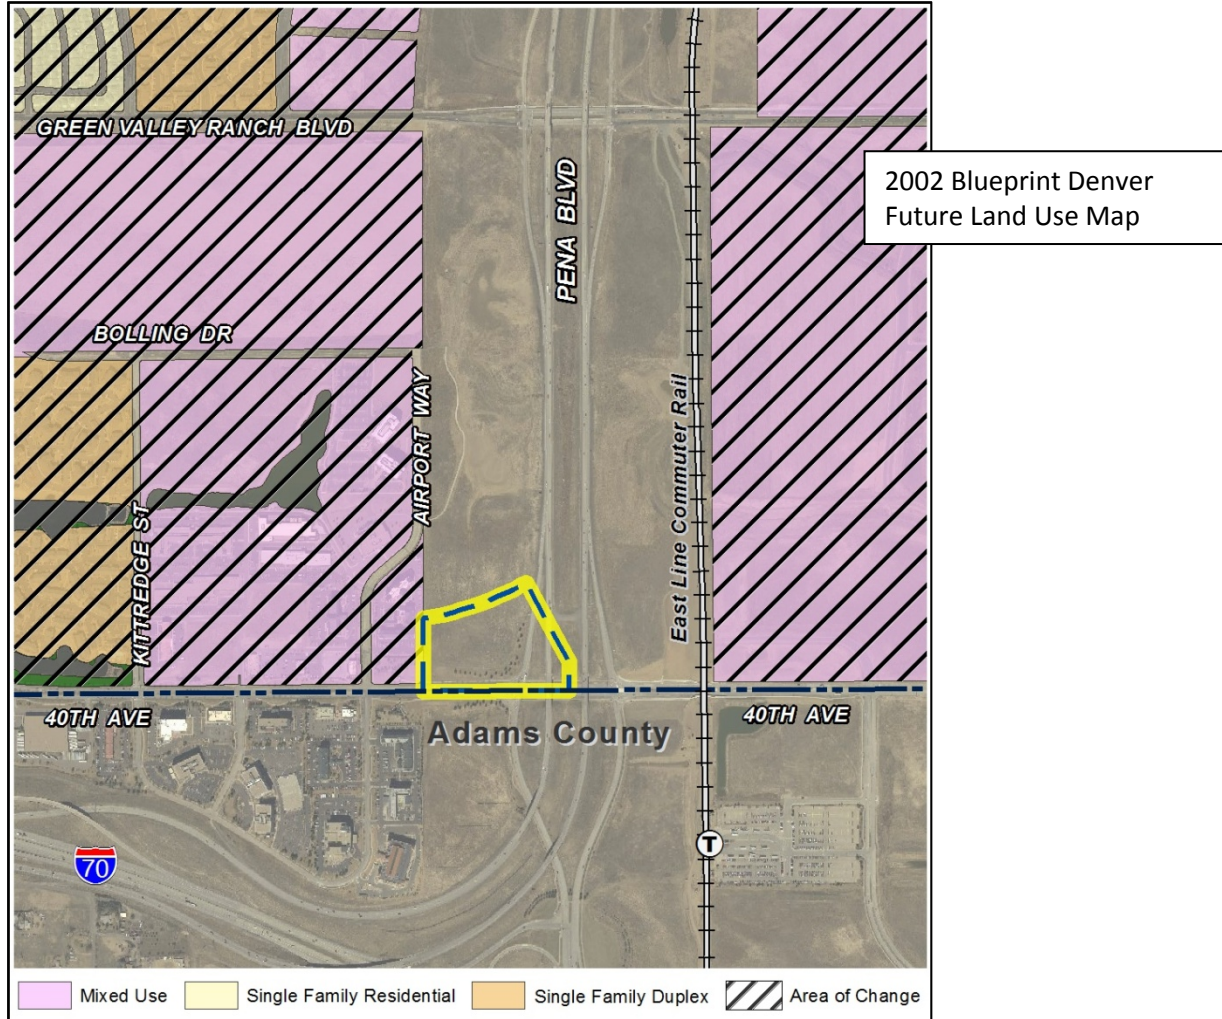 GREEN VALLEY RANCH BLVD
2002 Blueprint Denver
Future Land Use Map
PENA BLVD
BOLLING DR
AIRPORT WAY
East Line Commuter Rail
KITTREDGE ST
40TH AVE
Adams County
40TH AVE
T
70
Mixed Use
Single Family Residential
Single Family Duplex
Area of Change